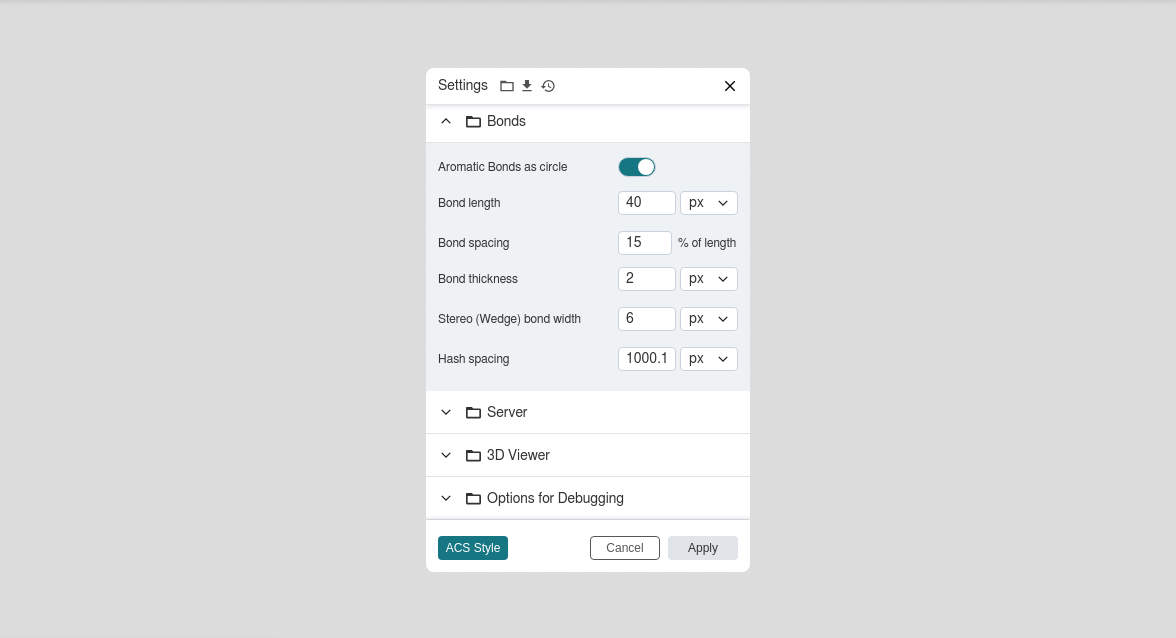 Settings
Bonds
Aromatic Bonds as circle
Bond length 40 px
Bond spacing 15 % of length
Bond thickness 2 px
Stereo (Wedge) bond width 6 px
Hash spacing 1000.1 px
Server
3D Viewer
Options for Debugging
ACS Style Cancel Apply